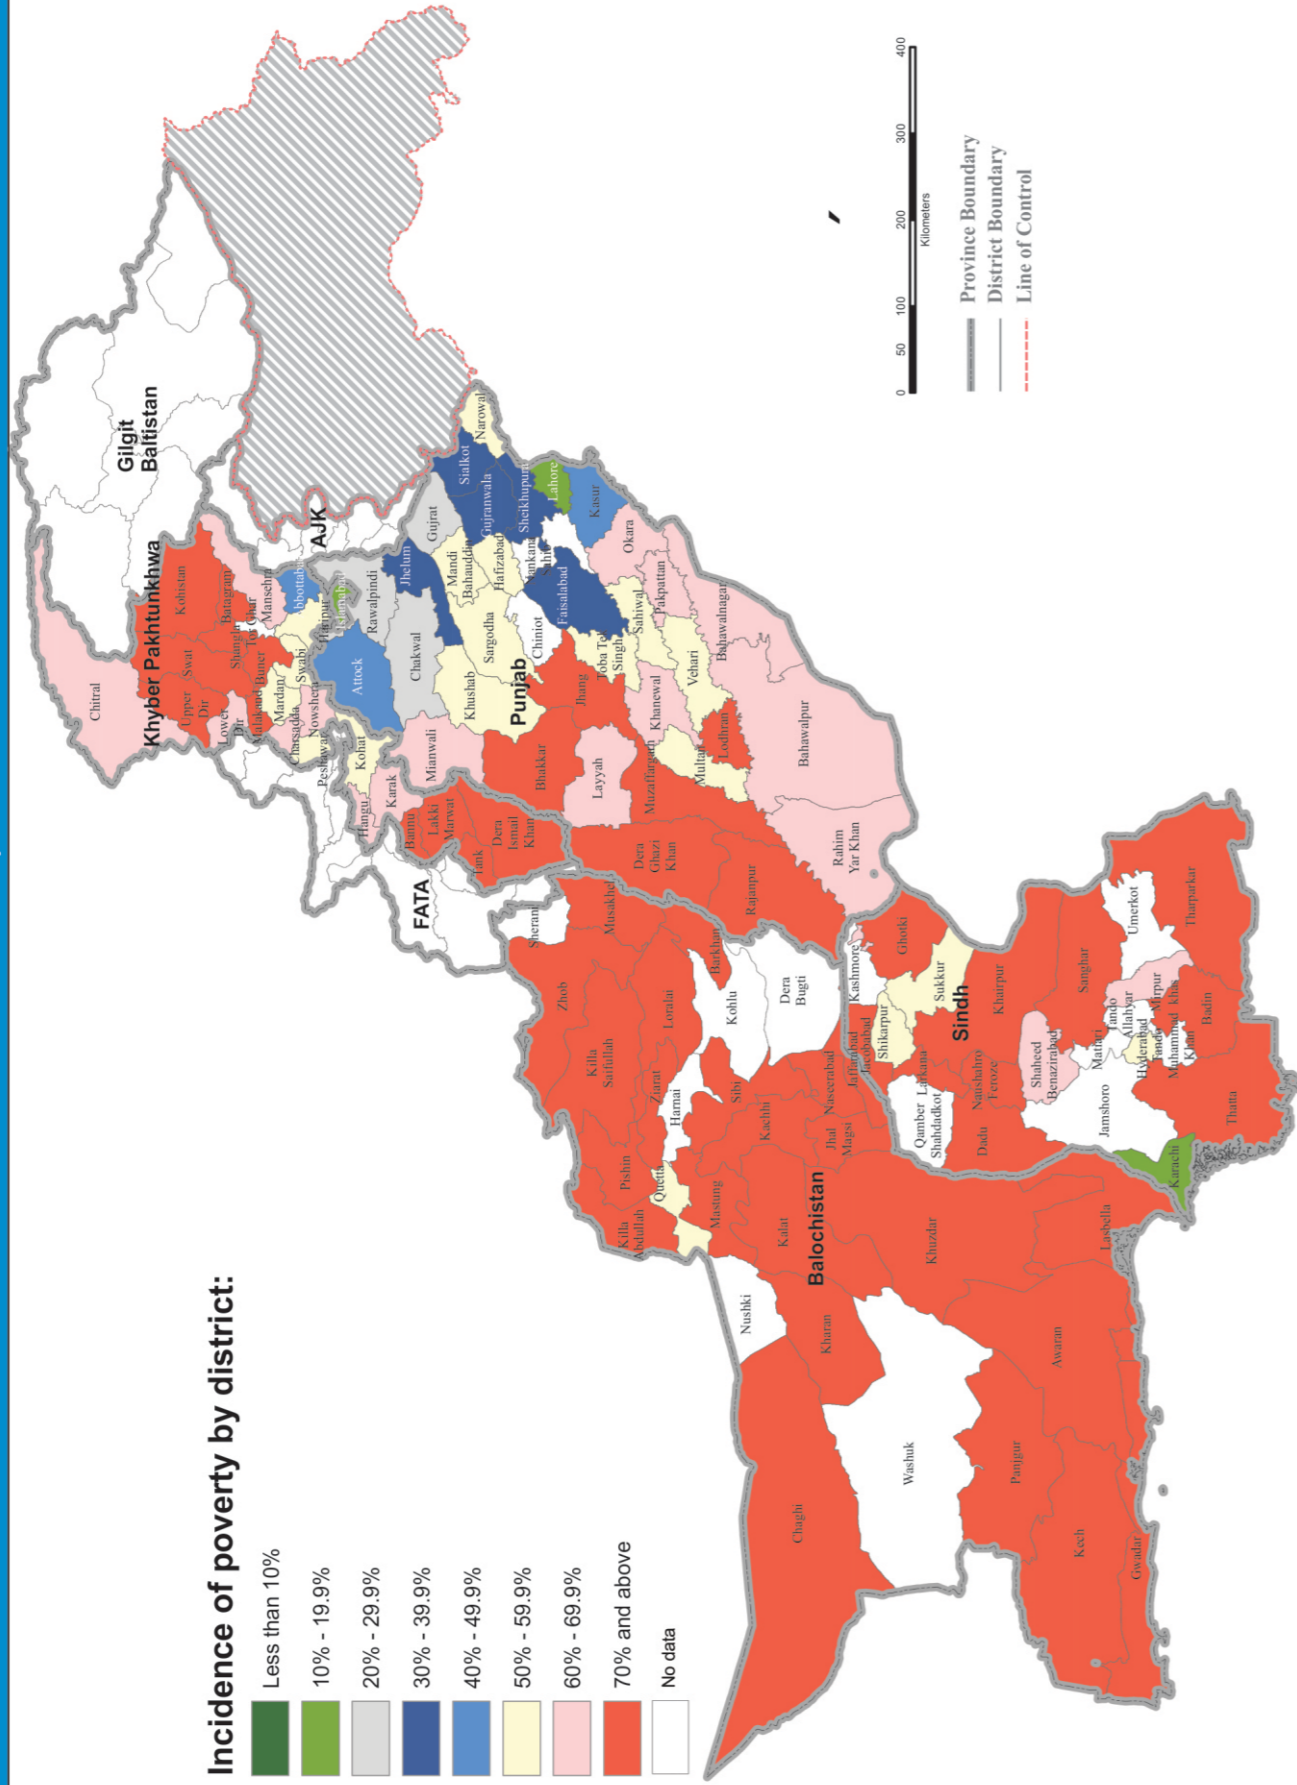 Incidence of poverty by district:
Less than 10%
10% - 19.9%
20% - 29.9%
30% - 39.9%
40% - 49.9%
50% - 59.9%
60% - 69.9%
70% and above
No data
Gilgit
Baltistan
Khyber Pakhtunkhwa
AJK
FATA
Punjab
Balochistan
Sindh
Chitral
Kohistan
Swat
Upper
Dir
Lower
Dir
Shangla
Batagram
Tor Ghar
Mansehra
Buner
Malakand
Mardan
Swabi
Charsadda
Nowshera
Peshawar
Abbottabad
Haripur
Islamabad
Kohat
Hangu
Karak
Bannu
Lakki
Marwat
Tank
Dera
Ismail
Khan
Attock
Rawalpindi
Chakwal
Jhelum
Gujrat
Sialkot
Narowal
Gujranwala
Sheikhupura
Lahore
Kasur
Mandi
Bahauddin
Hafizabad
Nankana
Sargodha
Khushab
Mianwali
Chiniot
Faisalabad
Jhang
Toba Tek
Singh
Okara
Sahiwal
Pakpattan
Bhakkar
Layyah
Khanewal
Vehari
Bahawalnagar
Multan
Lodhran
Muzaffargarh
Bahawalpur
Rahim
Yar Khan
Dera
Ghazi
Khan
Rajanpur
Sherani
Musakhel
Zhob
Killa
Saifullah
Loralai
Barkhan
Kohlu
Dera
Bugti
Ziarat
Harnai
Sibi
Pishin
Killa
Abdullah
Quetta
Mastung
Kachhi
Naseerabad
Jaffarabad
Jhal
Magsi
Kalat
Nushki
Kharan
Chaghi
Washuk
Khuzdar
Lasbella
Awaran
Panjgur
Kech
Gwadar
Kashmore
Ghotki
Jacobabad
Shikarpur
Sukkur
Larkana
Qamber
Shahdadkot
Khairpur
Naushahro
Feroze
Dadu
Shaheed
Benazirabad
Sanghar
Umerkot
Tharparkar
Mirpur
khas
Tando
Allahyar
Matiari
Hyderabad
Tando
Muhammad
Khan
Jamshoro
Badin
Thatta
Karachi
0 50 100 200 300 400
Kilometers
Province Boundary
District Boundary
Line of Control